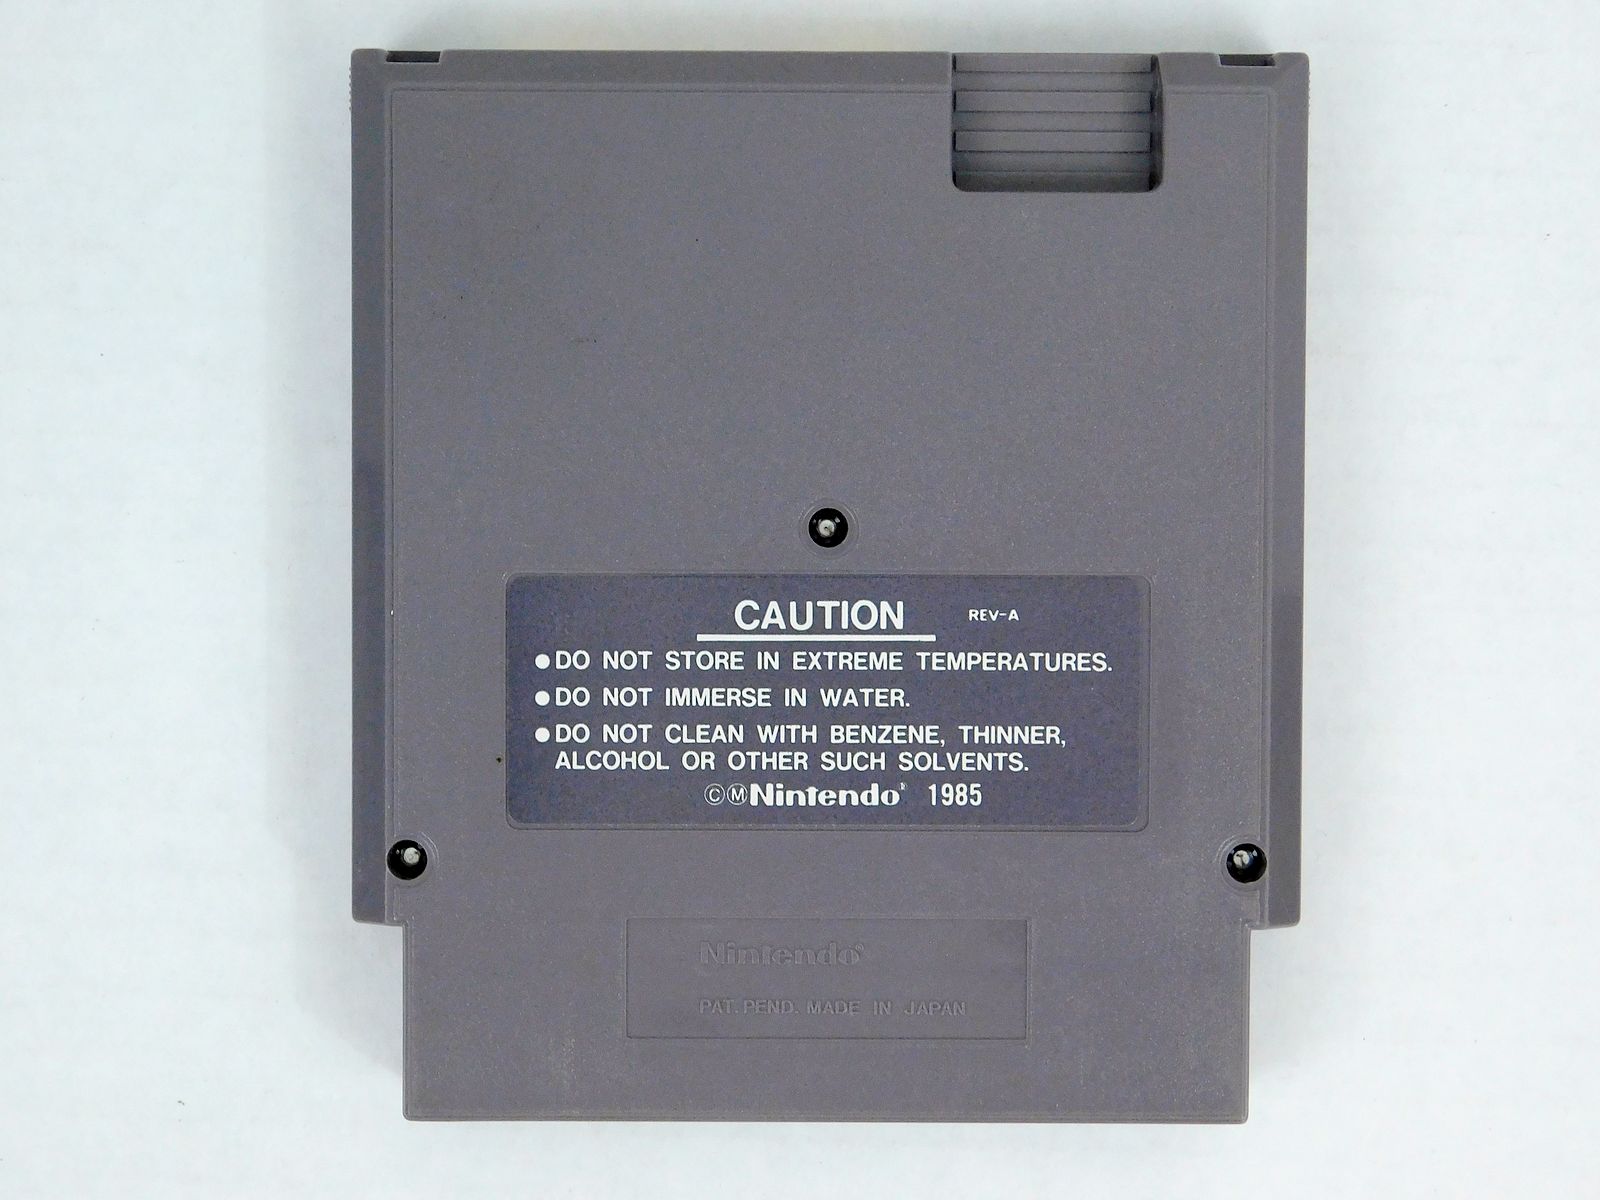 CAUTION REV-A
●DO NOT STORE IN EXTREME TEMPERATURES.
●DO NOT IMMERSE IN WATER.
●DO NOT CLEAN WITH BENZENE, THINNER,
ALCOHOL OR OTHER SUCH SOLVENTS.
©ⓂNintendo® 1985
Nintendo®
PAT. PEND. MADE IN JAPAN